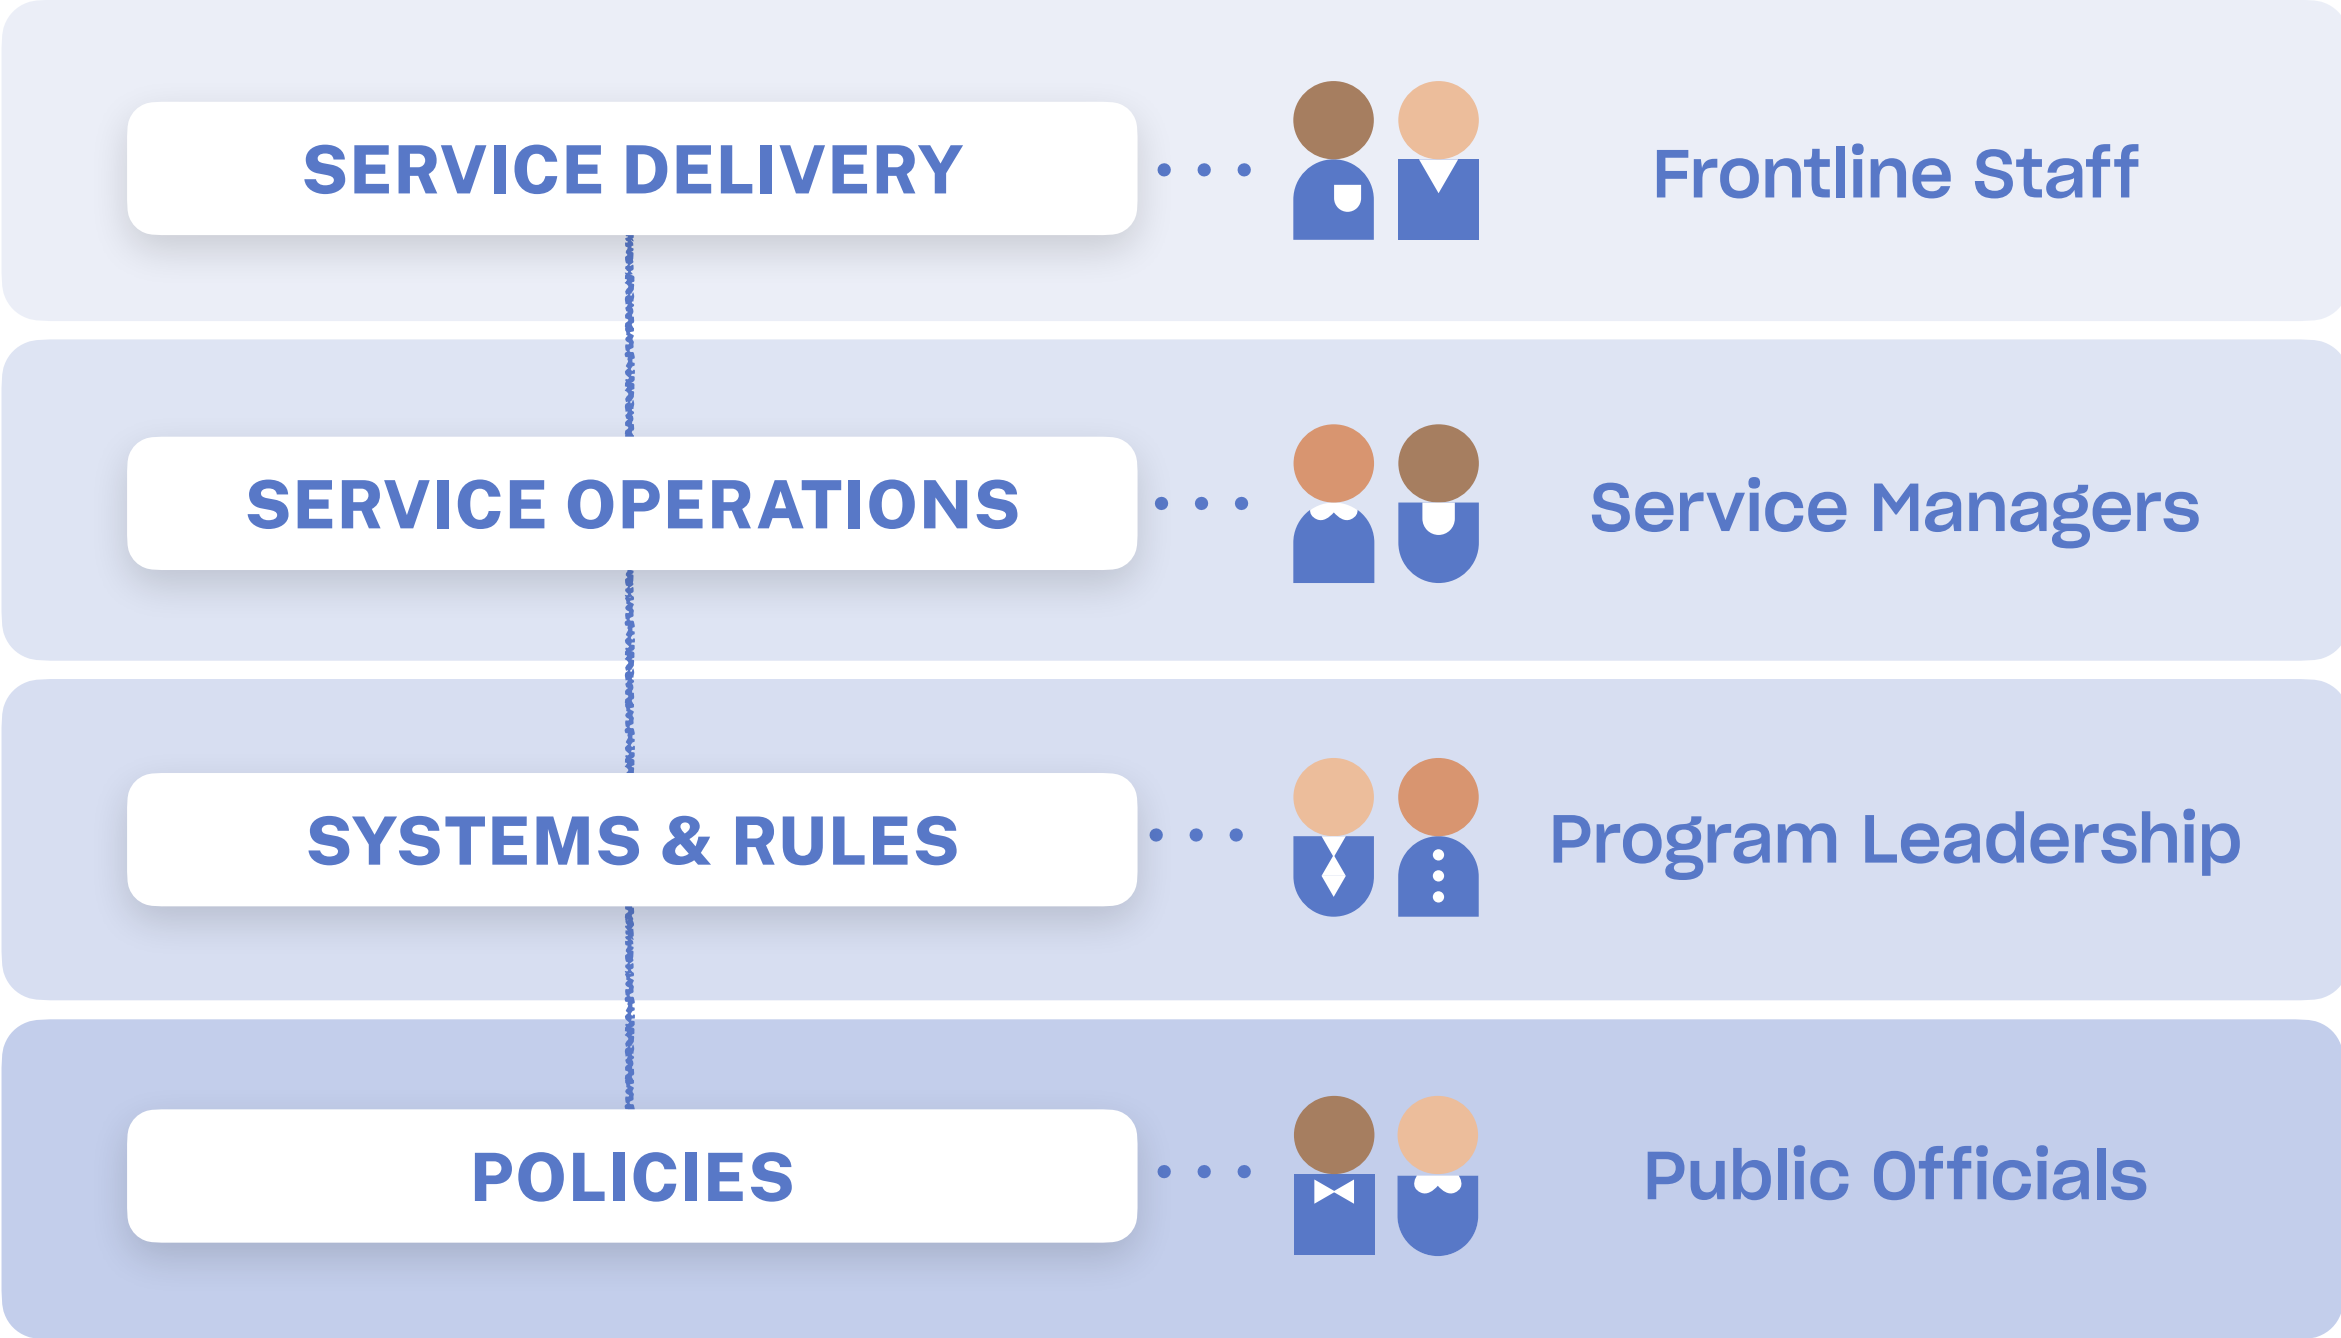 SERVICE DELIVERY
Frontline Staff
SERVICE OPERATIONS
Service Managers
SYSTEMS & RULES
Program Leadership
POLICIES
Public Officials